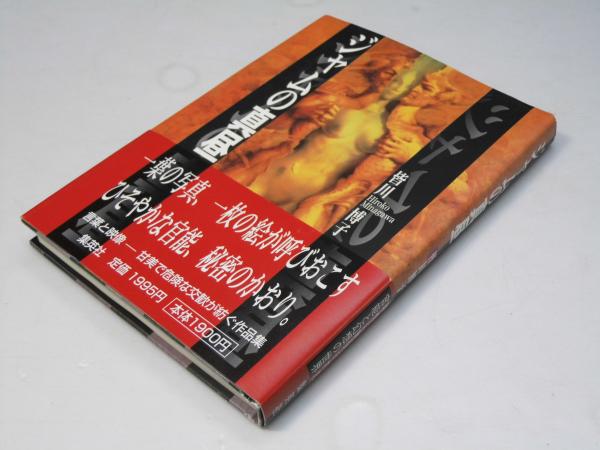 ジャムの真昼
皆川博子
Hiroko Minagawa
一葉の写真、一枚の絵が呼びおこす
ひそやかな官能、秘密のかおり。
言葉と映像──甘美で危険な交歓が紡ぐ作品集
集英社 定価1995円 本体1900円